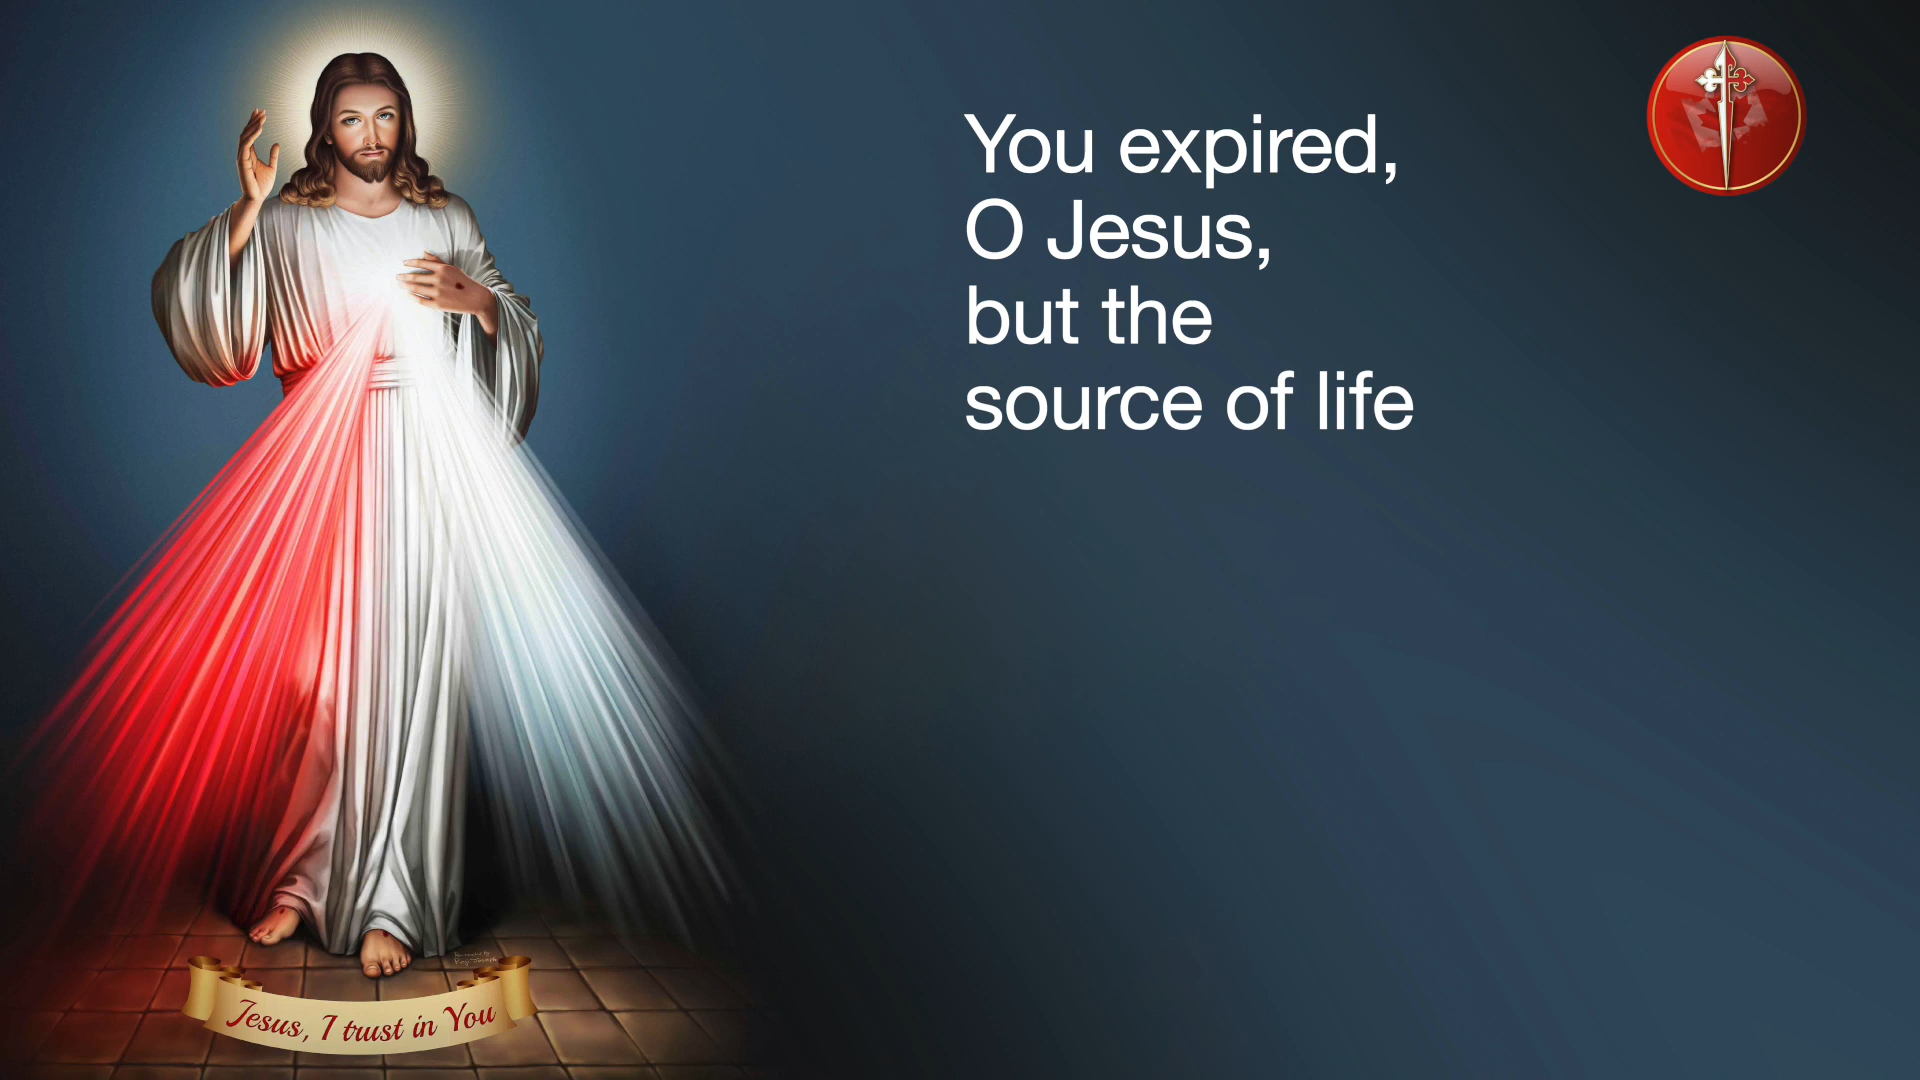 You expired,
O Jesus,
but the
source of life
Jesus, I trust in You